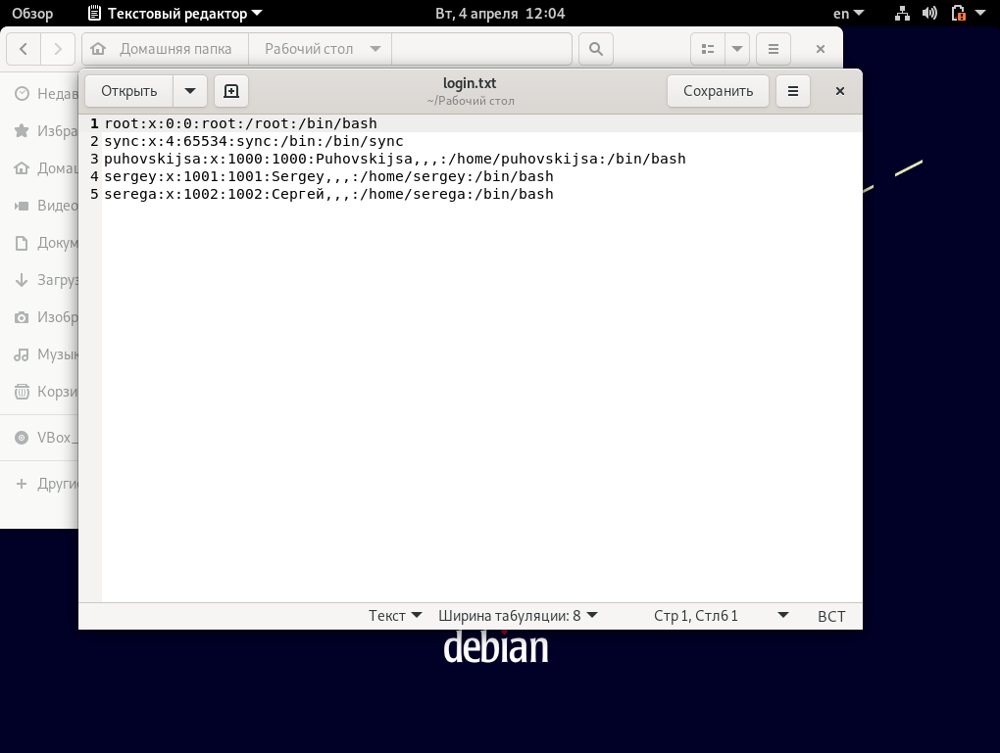 Обзор Текстовый редактор Вт, 4 апреля 12:04 en
Домашняя папка Рабочий стол
Открыть login.txt Сохранить
~/Рабочий стол
Недав
Избра
Домаш
Видео
Докум
Загруз
Изобр
Музык
Корзи
VBox_
Другие
1 root:x:0:0:root:/root:/bin/bash
2 sync:x:4:65534:sync:/bin:/bin/sync
3 puhovskijsa:x:1000:1000:Puhovskijsa,,,:/home/puhovskijsa:/bin/bash
4 sergey:x:1001:1001:Sergey,,,:/home/sergey:/bin/bash
5 serega:x:1002:1002:Сергей,,,:/home/serega:/bin/bash
Текст Ширина табуляции: 8 Стр 1, Стлб 1 ВСТ
debian